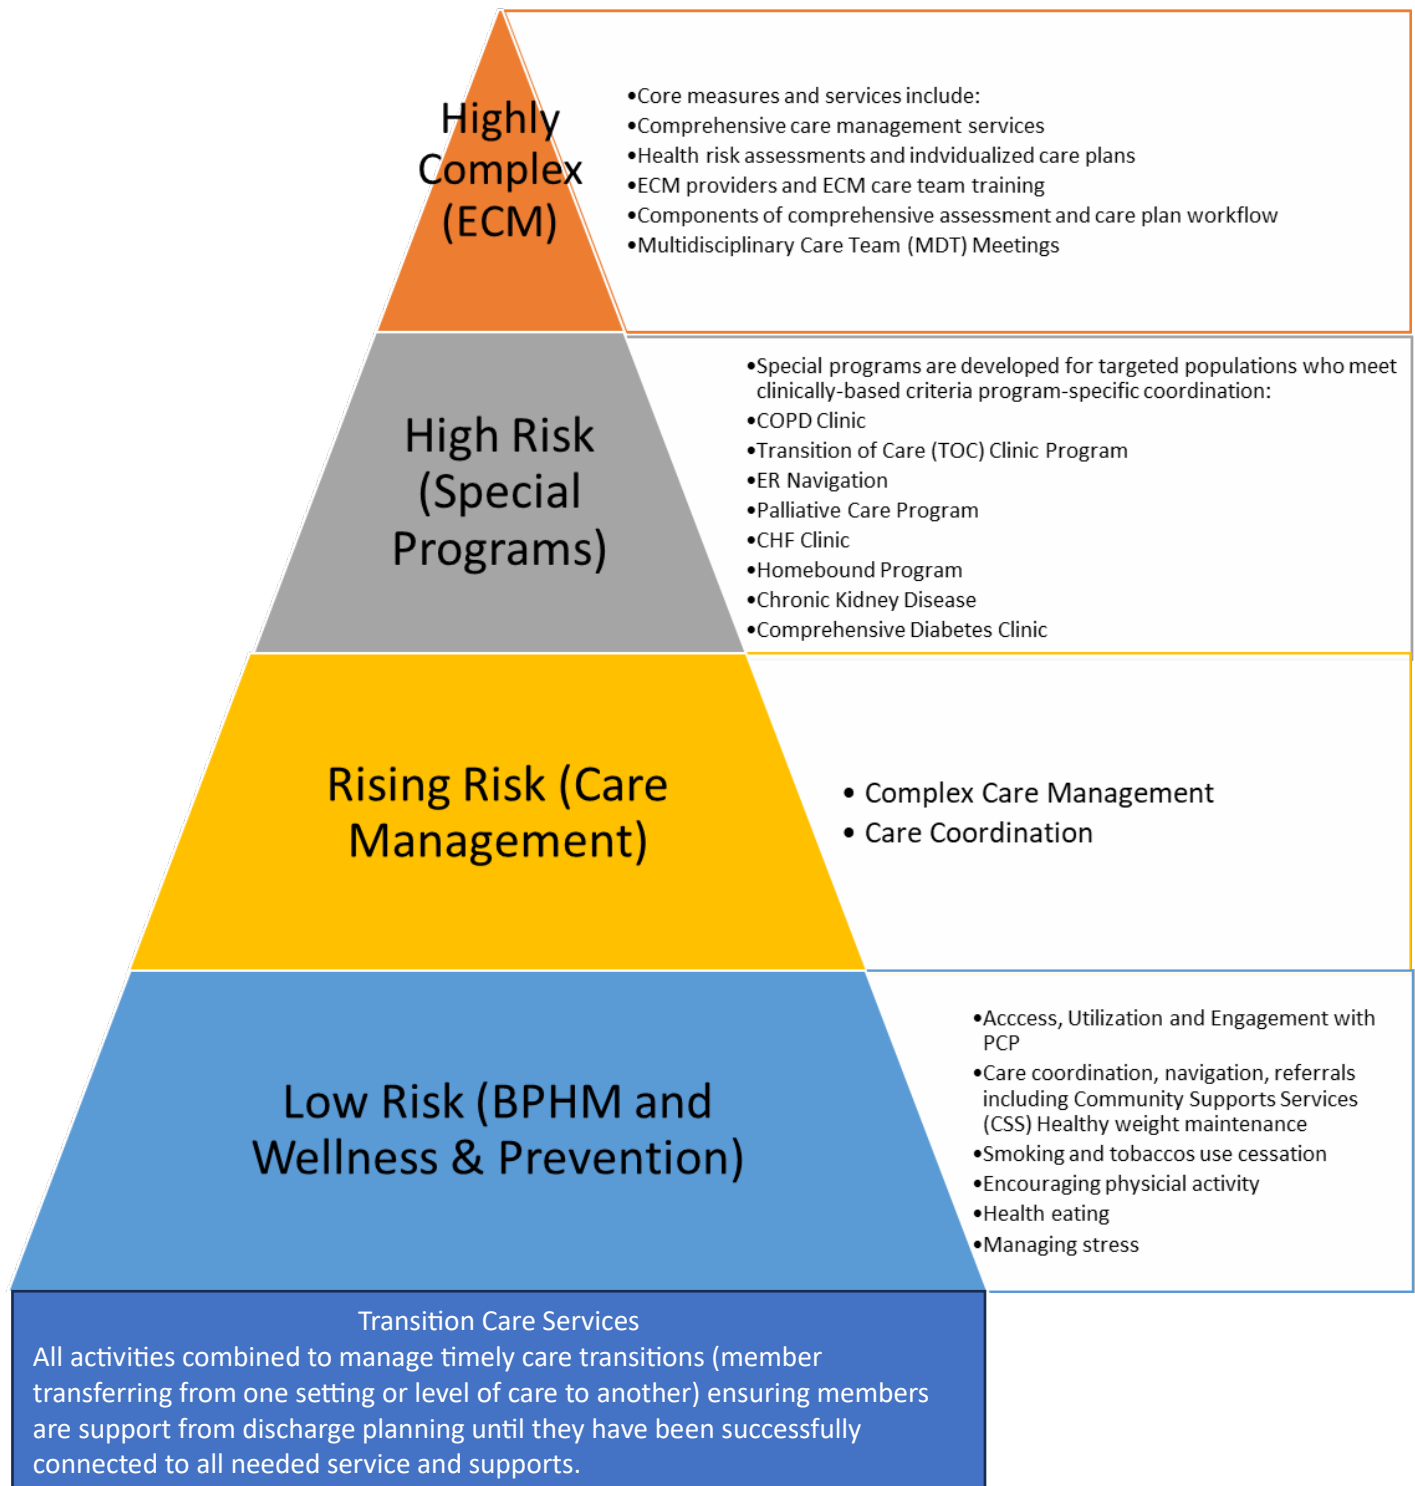 Highly
Complex
(ECM)
•Core measures and services include:
•Comprehensive care management services
•Health risk assessments and indvidualized care plans
•ECM providers and ECM care team training
•Components of comprehensive assessment and care plan workflow
•Multidisciplinary Care Team (MDT) Meetings
High Risk
(Special
Programs)
•Special programs are developed for targeted populations who meet
clinically-based criteria program-specific coordination:
•COPD Clinic
•Transition of Care (TOC) Clinic Program
•ER Navigation
•Palliative Care Program
•CHF Clinic
•Homebound Program
•Chronic Kidney Disease
•Comprehensive Diabetes Clinic
Rising Risk (Care
Management)
• Complex Care Management
• Care Coordination
Low Risk (BPHM and
Wellness & Prevention)
•Acccess, Utilization and Engagement with
PCP
•Care coordination, navigation, referrals
including Community Supports Services
(CSS) Healthy weight maintenance
•Smoking and tobaccos use cessation
•Encouraging physicial activity
•Health eating
•Managing stress
Transition Care Services
All activities combined to manage timely care transitions (member
transferring from one setting or level of care to another) ensuring members
are support from discharge planning until they have been successfully
connected to all needed service and supports.